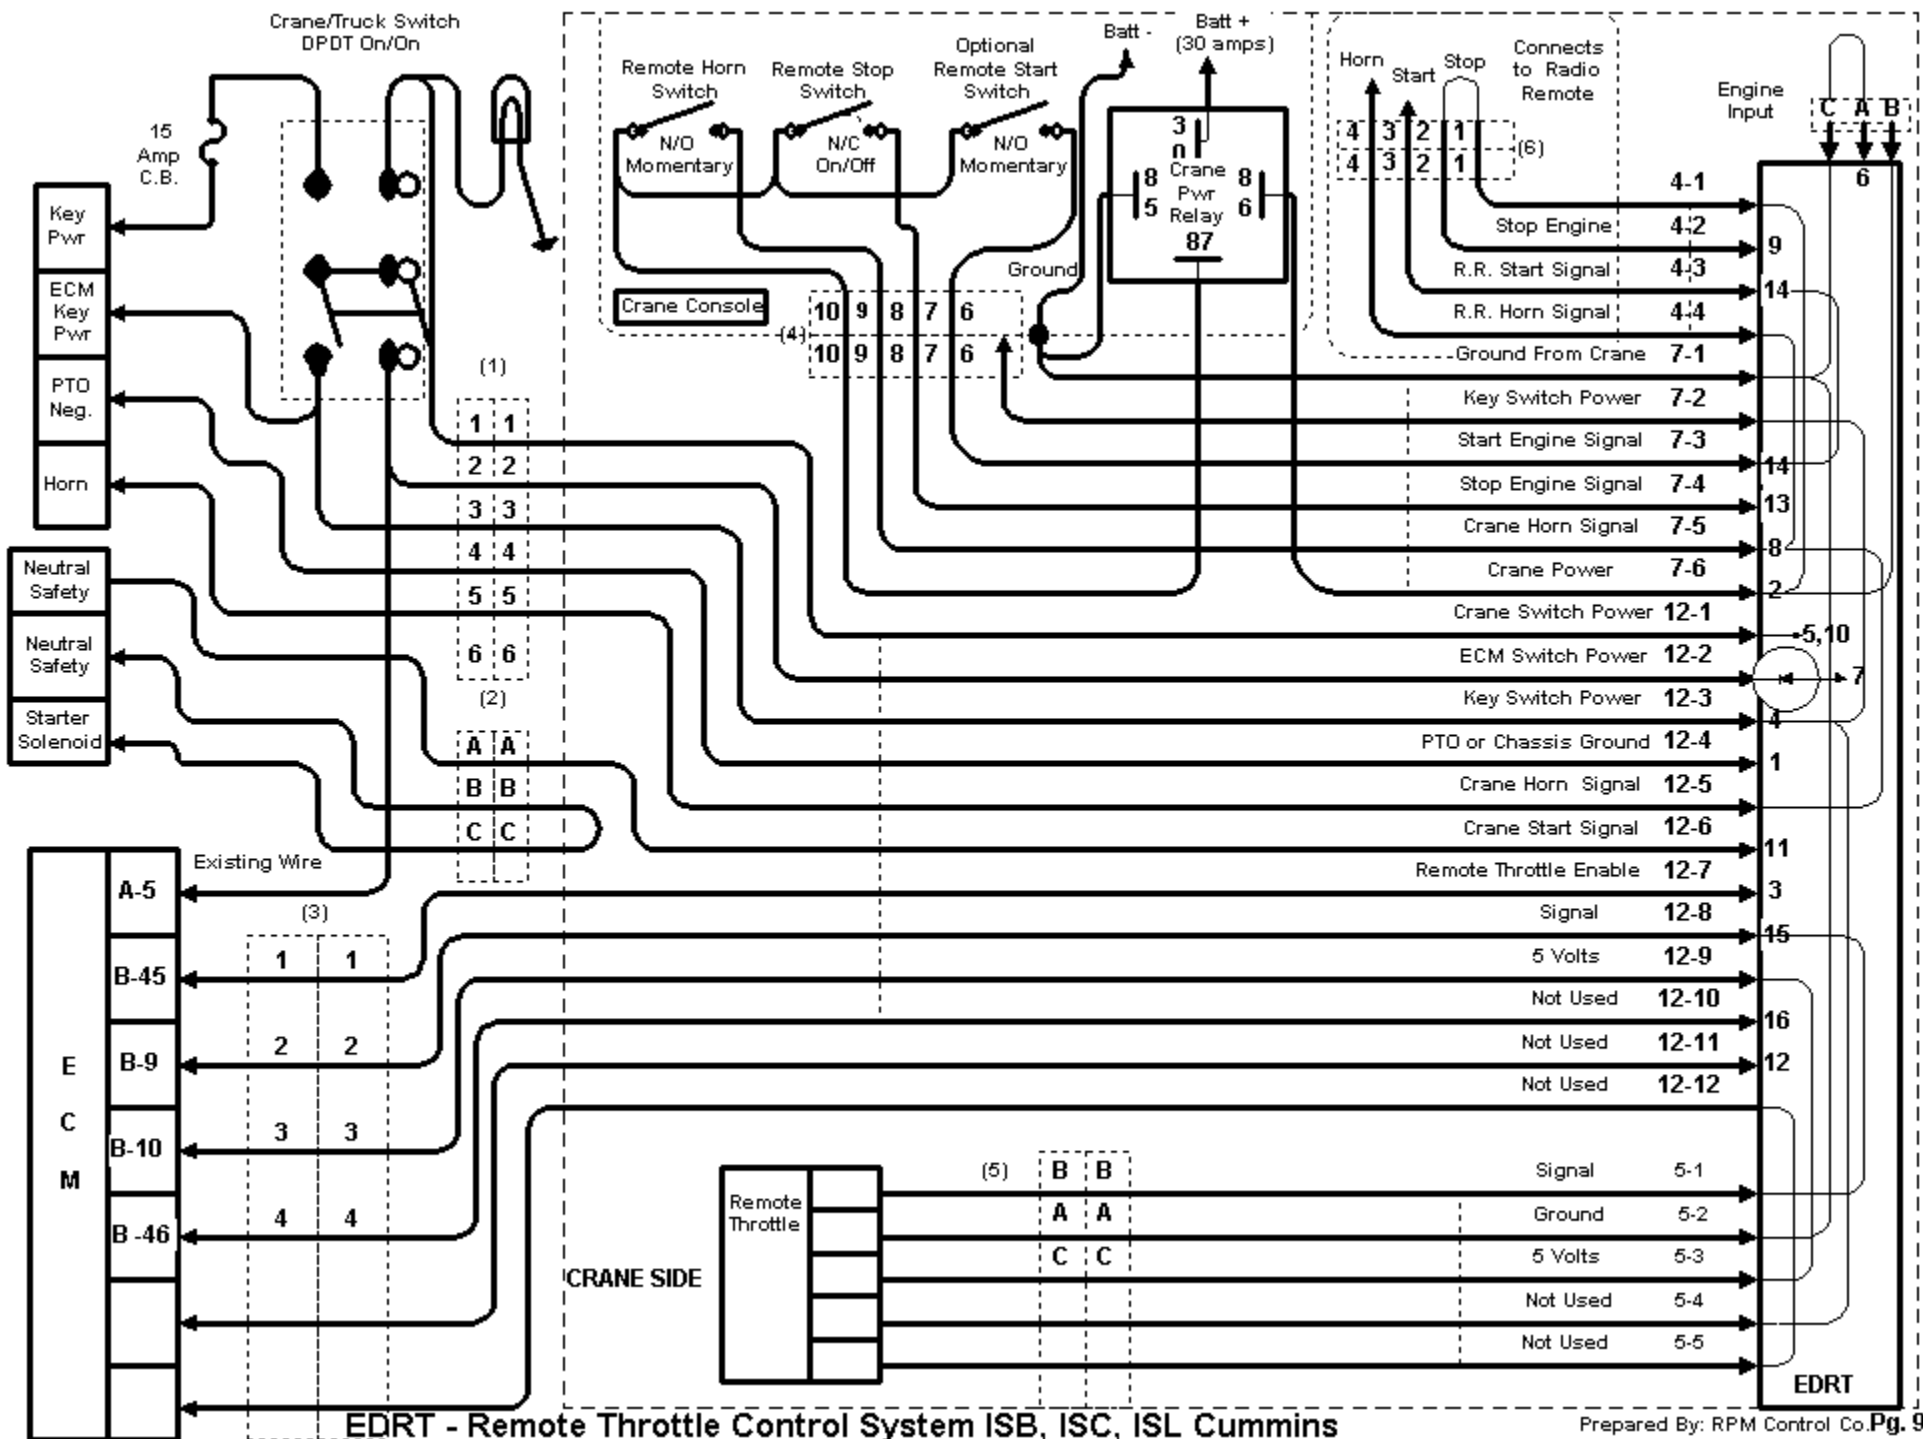 Crane/Truck Switch
DPDT On/On
15
Amp
C.B.
Key
Pwr
ECM
Key
Pwr
PTO
Neg.
Horn
Neutral
Safety
Neutral
Safety
Starter
Solenoid
Remote Horn
Switch
N/O
Momentary
Remote Stop
Switch
N/C
On/Off
Optional
Remote Start
Switch
N/O
Momentary
Batt -
Batt +
(30 amps)
3
0
8
5
Crane
Pwr
Relay
8
6
87
Ground
Crane Console
(4)
10 9 8 7 6
10 9 8 7 6
Horn
Start
Stop
Connects
to Radio
Remote
4 3 2 1
4 3 2 1
(6)
Engine
Input
C A B
6
4-1
Stop Engine 4-2
9
R.R. Start Signal 4-3
14
R.R. Horn Signal 4-4
Ground From Crane 7-1
Key Switch Power 7-2
Start Engine Signal 7-3
14
Stop Engine Signal 7-4
13
Crane Horn Signal 7-5
8
Crane Power 7-6
2
Crane Switch Power 12-1
5,10
ECM Switch Power 12-2
7
Key Switch Power 12-3
4
PTO or Chassis Ground 12-4
1
Crane Horn Signal 12-5
Crane Start Signal 12-6
11
Remote Throttle Enable 12-7
3
Signal 12-8
15
5 Volts 12-9
Not Used 12-10
16
Not Used 12-11
12
Not Used 12-12
(1)
1 1
2 2
3 3
4 4
5 5
6 6
(2)
A A
B B
C C
Existing Wire
(3)
1 1
2 2
3 3
4 4
E
C
M
A-5
B-45
B-9
B-10
B -46
CRANE SIDE
Remote
Throttle
(5)
B B
A A
C C
Signal 5-1
Ground 5-2
5 Volts 5-3
Not Used 5-4
Not Used 5-5
EDRT
EDRT - Remote Throttle Control System ISB, ISC, ISL Cummins
Prepared By: RPM Control Co. Pg. 9